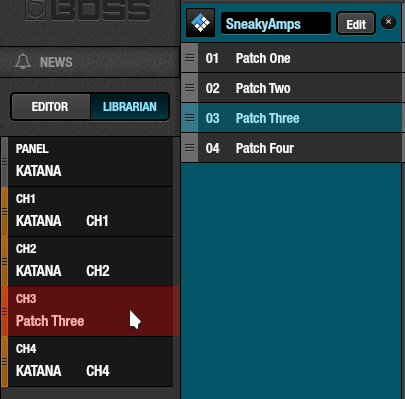 BOSS
NEWS
EDITOR LIBRARIAN
PANEL
KATANA
CH1
KATANA CH1
CH2
KATANA CH2
CH3
Patch Three
CH4
KATANA CH4
SneakyAmps Edit
01 Patch One
02 Patch Two
03 Patch Three
04 Patch Four